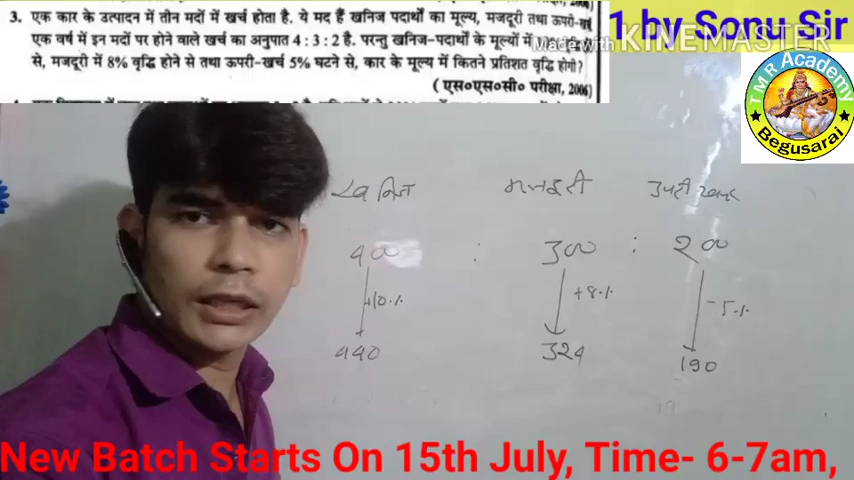 3. एक कार के उत्पादन में तीन मदों में खर्च होता है. ये मद हैं खनिज पदार्थों का मूल्य, मजदूरी तथा ऊपरी-खर्च
एक वर्ष में इन मदों पर होने वाले खर्च का अनुपात 4 : 3 : 2 है. परन्तु खनिज-पदार्थों के मूल्यों में
से, मजदूरी में 8% वृद्धि होने से तथा ऊपरी-खर्च 5% घटने से, कार के मूल्य में कितने प्रतिशत वृद्धि होगी?
( एस०एस०सी० परीक्षा, 2006)
1 by Sonu Sir
Made with KINEMASTER
TMR Academy
Begusarai
खनिज मजदूरी
400 : 300 : 200
+10% +8% -5%
440 324 190
New Batch Starts On 15th July, Time- 6-7am,